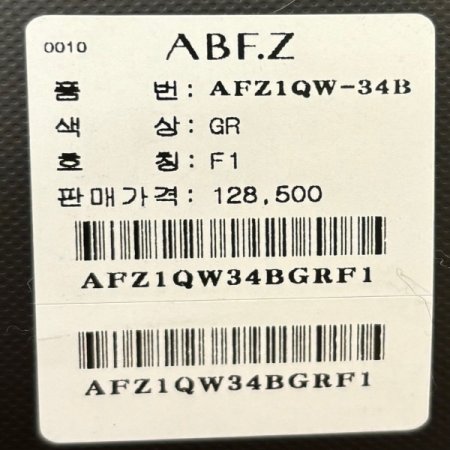 0010 ABF.Z
품 번: AFZ1QW-34B
색 상: GR
호 칭: F1
판매가격: 128,500
AFZ1QW34BGRF1
AFZ1QW34BGRF1